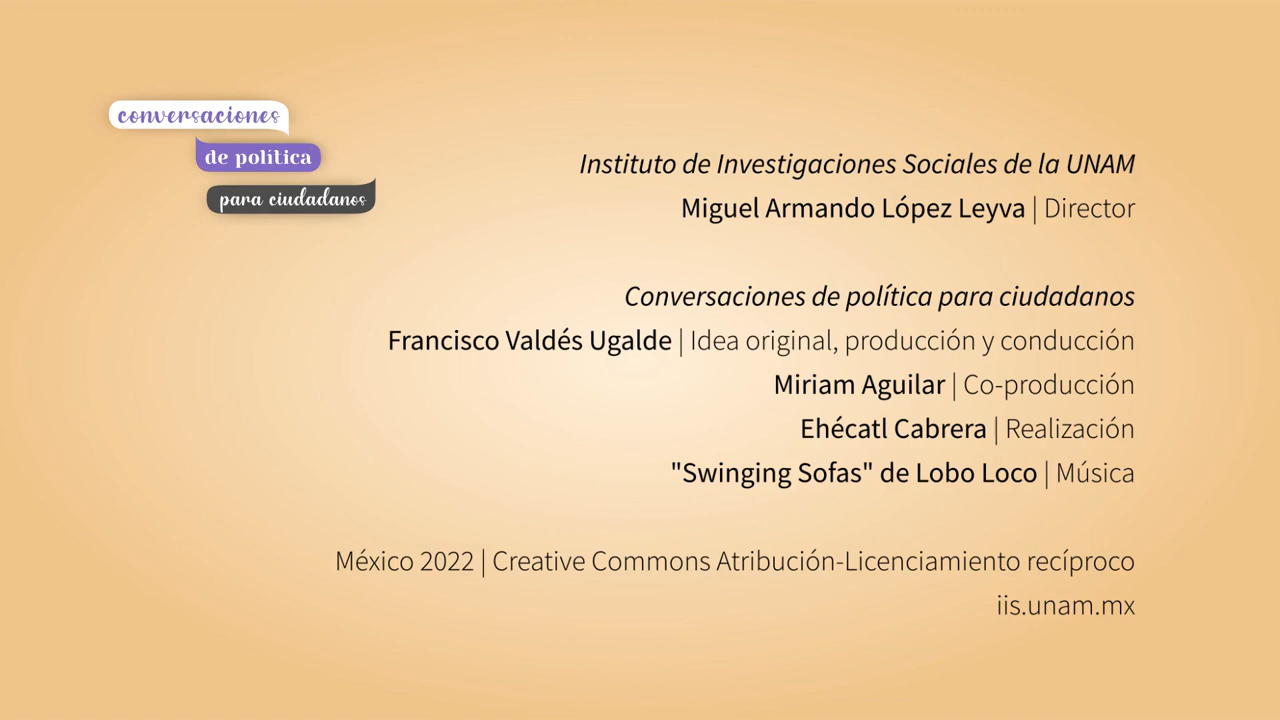 conversaciones
de política
para ciudadanos
Instituto de Investigaciones Sociales de la UNAM
Miguel Armando López Leyva | Director
Conversaciones de política para ciudadanos
Francisco Valdés Ugalde | Idea original, producción y conducción
Miriam Aguilar | Co-producción
Ehécatl Cabrera | Realización
"Swinging Sofas" de Lobo Loco | Música
México 2022 | Creative Commons Atribución-Licenciamiento recíproco
iis.unam.mx